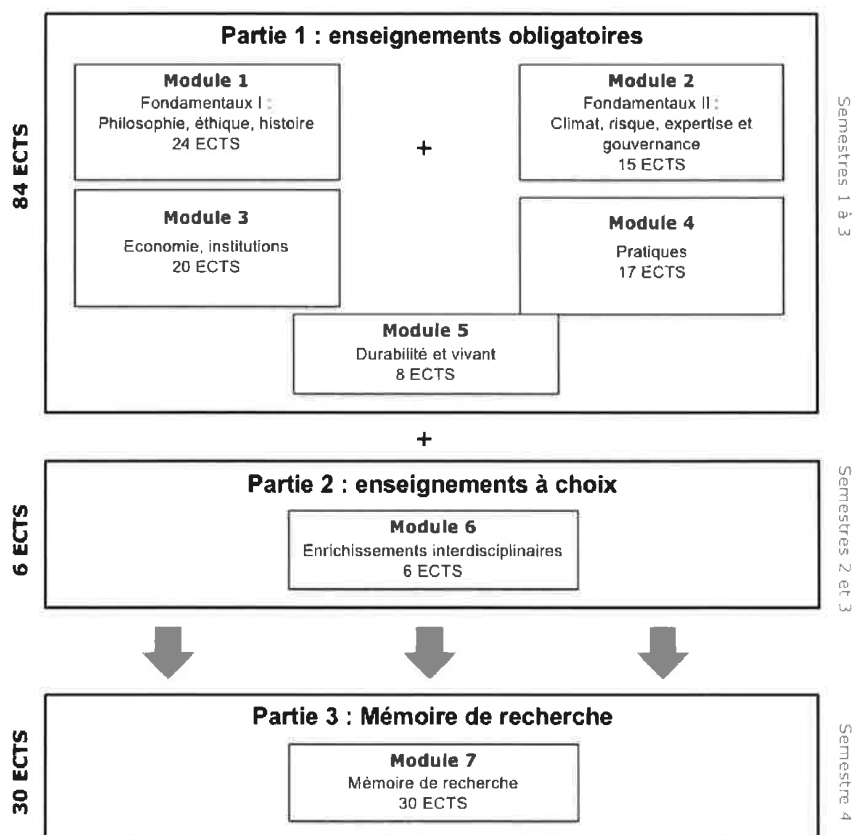 Partie 1 : enseignements obligatoires
Module 1
Fondamentaux I :
Philosophie, éthique, histoire
24 ECTS
+
Module 2
Fondamentaux II :
Climat, risque, expertise et
gouvernance
15 ECTS
84 ECTS
Semestres 1 à 3
Module 3
Economie, institutions
20 ECTS
Module 4
Pratiques
17 ECTS
Module 5
Durabilité et vivant
8 ECTS
+
Partie 2 : enseignements à choix
Module 6
Enrichissements interdisciplinaires
6 ECTS
6 ECTS
Semestres 2 et 3
Partie 3 : Mémoire de recherche
Module 7
Mémoire de recherche
30 ECTS
30 ECTS
Semestre 4